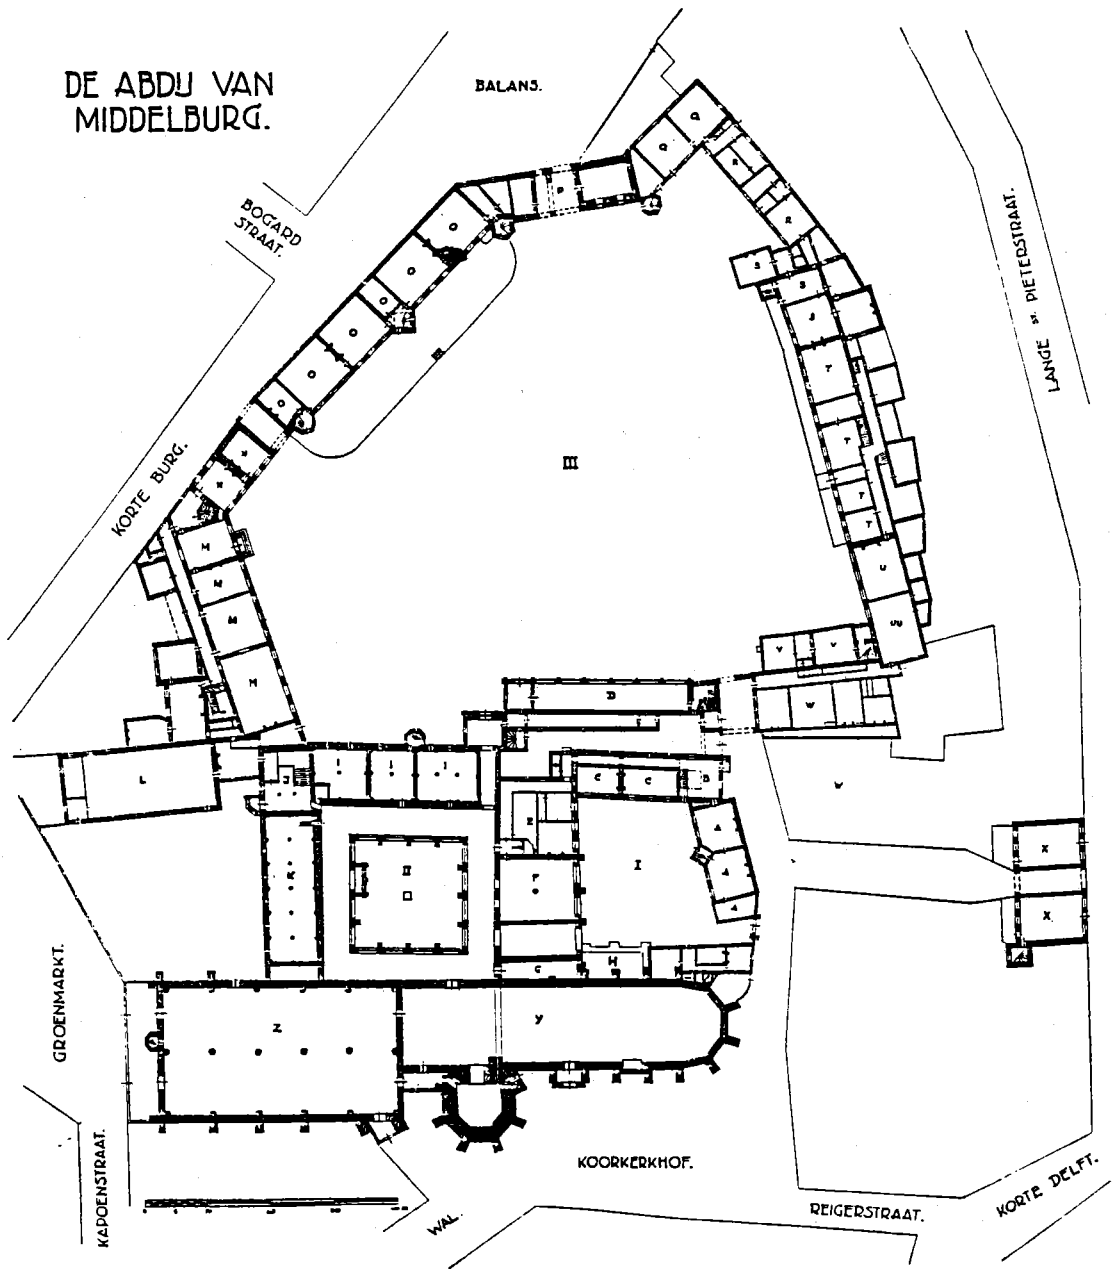 DE ABDIJ VAN
MIDDELBURG.
BALANS.
BOGARD
STRAAT.
KORTE BURG.
LANGE ST. PIETERSTRAAT.
Q
Q
R
R
P
O
O
O
O
O
O
S
S
III
T
T
T
T
U
M
M
M
M
V
V
W
W
D
L
J
I
I
I
C
C
B
E
A
A
A
I
II
K
F
X
X
G
H
Z
Y
GROENMARKT.
KAPOENSTRAAT.
KOORKERKHOF.
WAL.
REIGERSTRAAT.
KORTE DELFT.